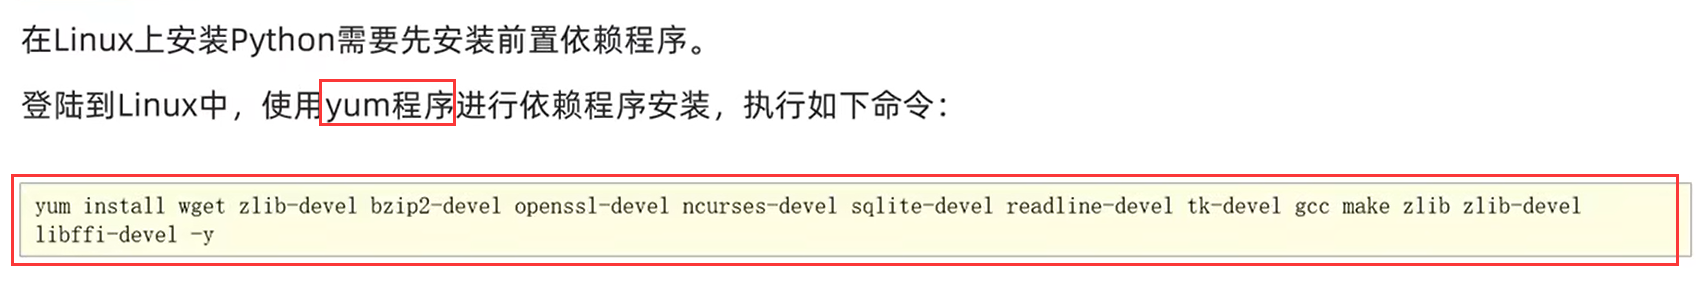 在Linux上安装Python需要先安装前置依赖程序。
登陆到Linux中，使用yum程序进行依赖程序安装，执行如下命令：
yum install wget zlib-devel bzip2-devel openssl-devel ncurses-devel sqlite-devel readline-devel tk-devel gcc make zlib zlib-devel
libffi-devel -y